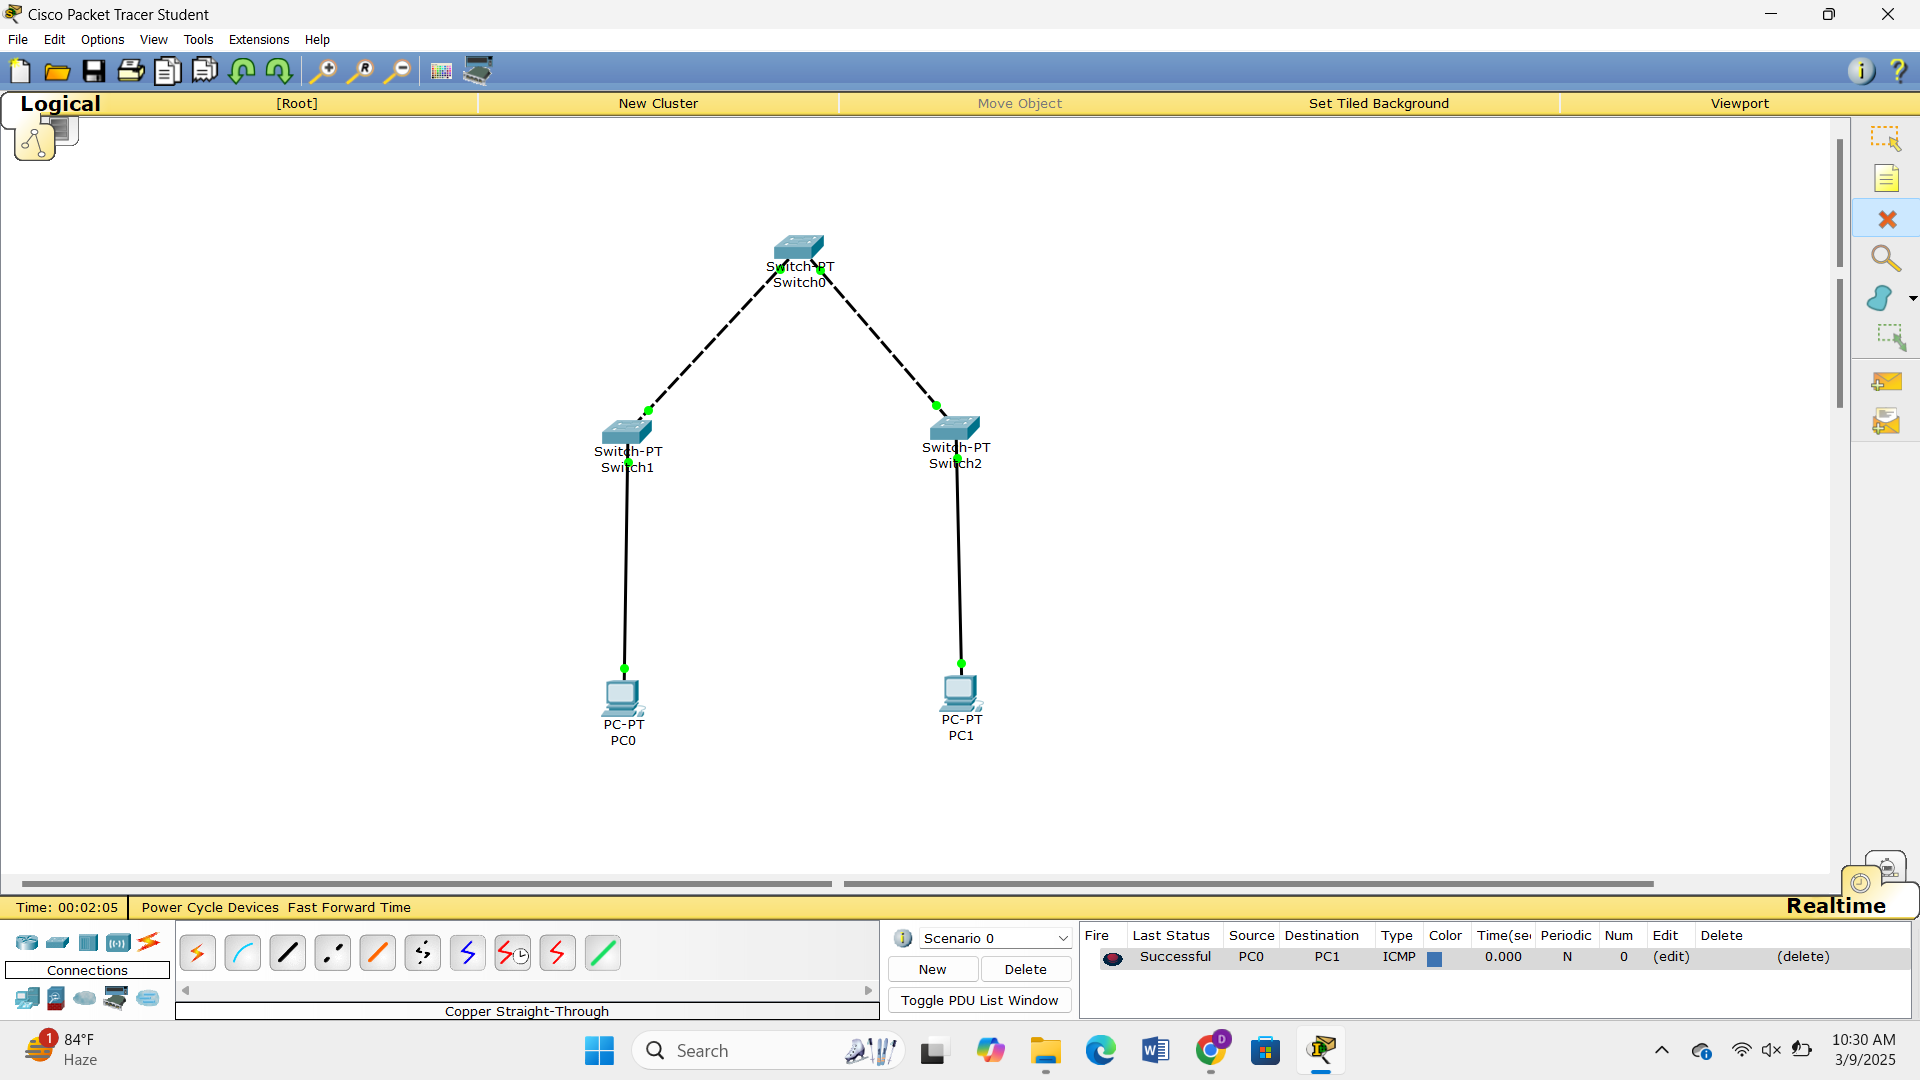 Cisco Packet Tracer Student
File Edit Options View Tools Extensions Help
R
Logical [Root] New Cluster Move Object Set Tiled Background Viewport
Switch-PT
Switch0
Switch-PT
Switch1
Switch-PT
Switch2
PC-PT
PC0
PC-PT
PC1
Time: 00:02:05 Power Cycle Devices Fast Forward Time
Realtime
Connections
Copper Straight-Through
Scenario 0
New Delete
Toggle PDU List Window
Fire Last Status Source Destination Type Color Time(sec Periodic Num Edit Delete
Successful PC0 PC1 ICMP 0.000 N 0 (edit) (delete)
1
84°F
Haze
Search
D
10:30 AM
3/9/2025